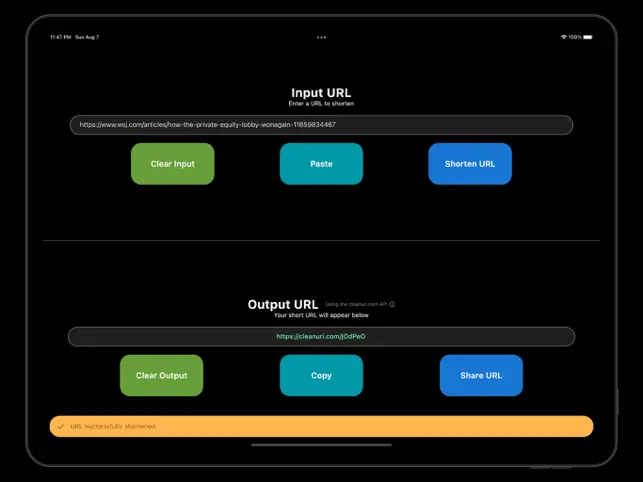 11:47 PM Sun Aug 7
100%
Input URL
Enter a URL to shorten
https://www.wsj.com/articles/how-the-private-equity-lobby-wonagain-11659834467
Clear Input
Paste
Shorten URL
Output URL Using the cleanuri.com API
Your short URL will appear below
https://cleanuri.com/jOdPeO
Clear Output
Copy
Share URL
URL successfully shortened